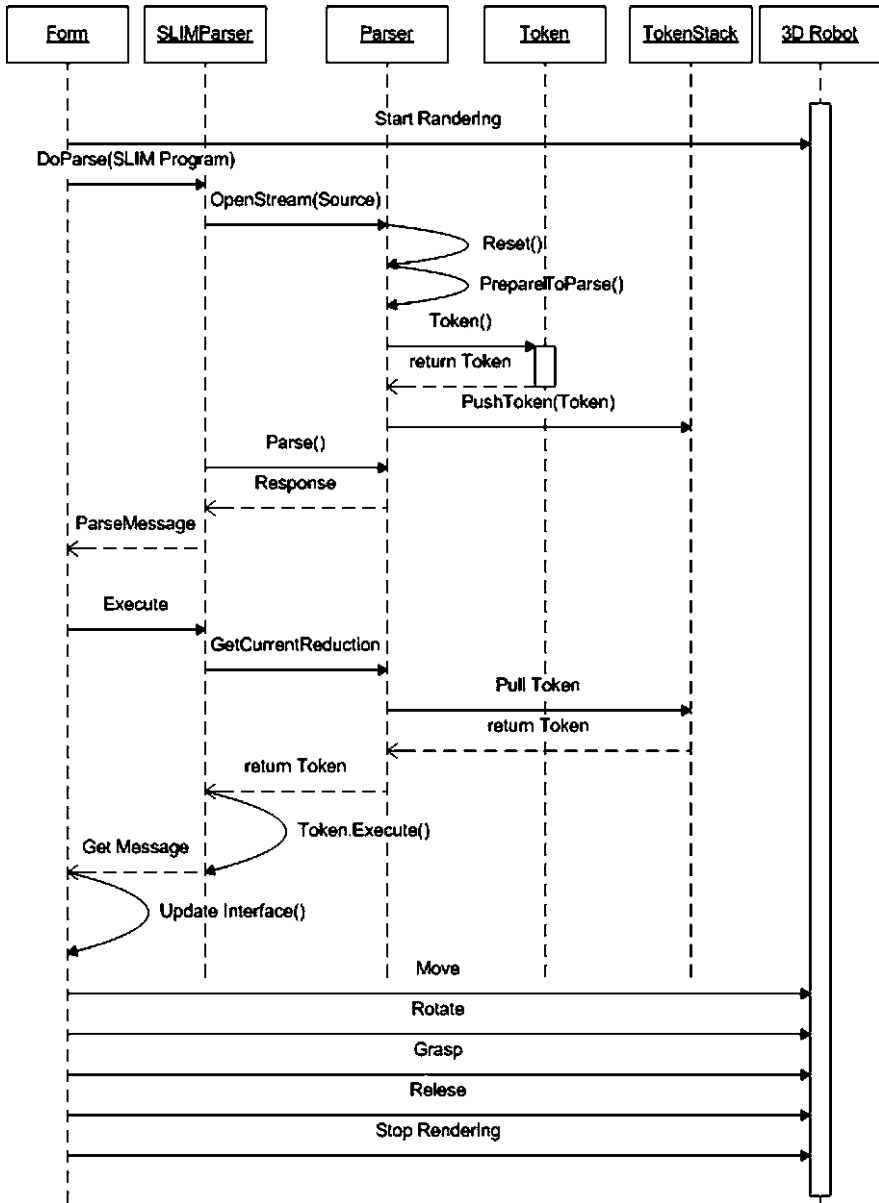 Form
SLIMParser
Parser
Token
TokenStack
3D Robot
Start Randering
DoParse(SLIM Program)
OpenStream(Source)
Reset()
PrepareToParse()
Token()
return Token
PushToken(Token)
Parse()
Response
ParseMessage
Execute
GetCurrentReduction
Pull Token
return Token
return Token
Token.Execute()
Get Message
Update Interface()
Move
Rotate
Grasp
Relese
Stop Rendering